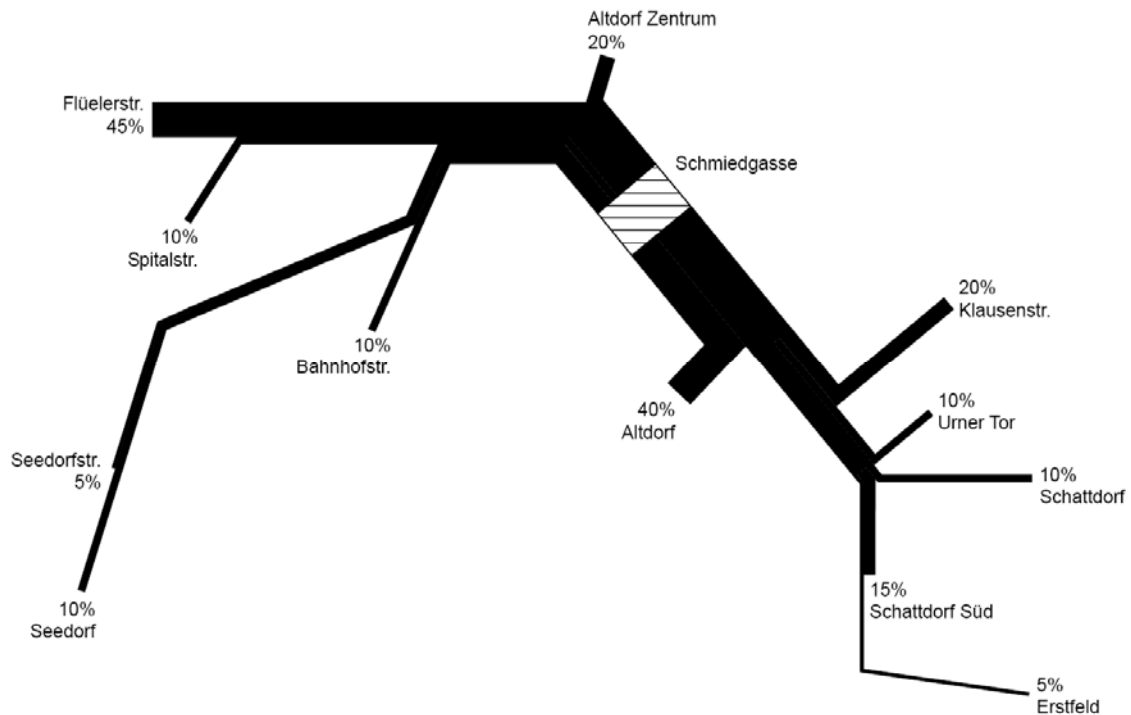 Altdorf Zentrum
20%
Flüelerstr.
45%
Schmiedgasse
10%
Spitalstr.
20%
Klausenstr.
10%
Bahnhofstr.
40%
Altdorf
10%
Urner Tor
Seedorfstr.
5%
10%
Schattdorf
15%
Schattdorf Süd
10%
Seedorf
5%
Erstfeld